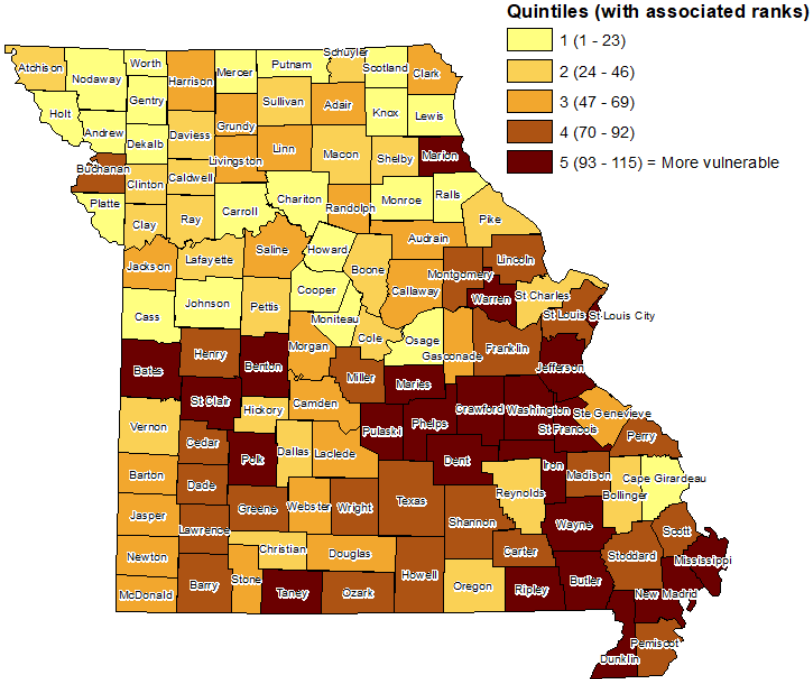 Quintiles (with associated ranks)
1 (1 - 23)
2 (24 - 46)
3 (47 - 69)
4 (70 - 92)
5 (93 - 115) = More vulnerable
Atchison
Nodaway
Worth
Harrison
Mercer
Putnam
Schuyler
Scotland
Clark
Holt
Gentry
Sullivan
Adair
Knox
Lewis
Andrew
Dekalb
Daviess
Grundy
Livingston
Linn
Macon
Shelby
Marion
Buchanan
Clinton
Caldwell
Platte
Clay
Ray
Carroll
Chariton
Randolph
Monroe
Ralls
Pike
Jackson
Lafayette
Saline
Howard
Boone
Audrain
Callaway
Montgomery
Lincoln
Warren
St Charles
St Louis
St Louis City
Cass
Johnson
Pettis
Cooper
Moniteau
Cole
Osage
Gasconade
Franklin
Jefferson
Bates
Henry
Benton
Morgan
Miller
Maries
St Clair
Hickory
Camden
Pulaski
Phelps
Crawford
Washington
Ste Genevieve
St Francois
Perry
Vernon
Cedar
Polk
Dallas
Laclede
Dent
Iron
Madison
Cape Girardeau
Bollinger
Barton
Dade
Greene
Webster
Wright
Texas
Reynolds
Shannon
Wayne
Jasper
Lawrence
Christian
Douglas
Carter
Scott
Stoddard
Mississippi
Newton
McDonald
Barry
Stone
Taney
Ozark
Howell
Oregon
Ripley
Butler
New Madrid
Pemiscot
Dunklin